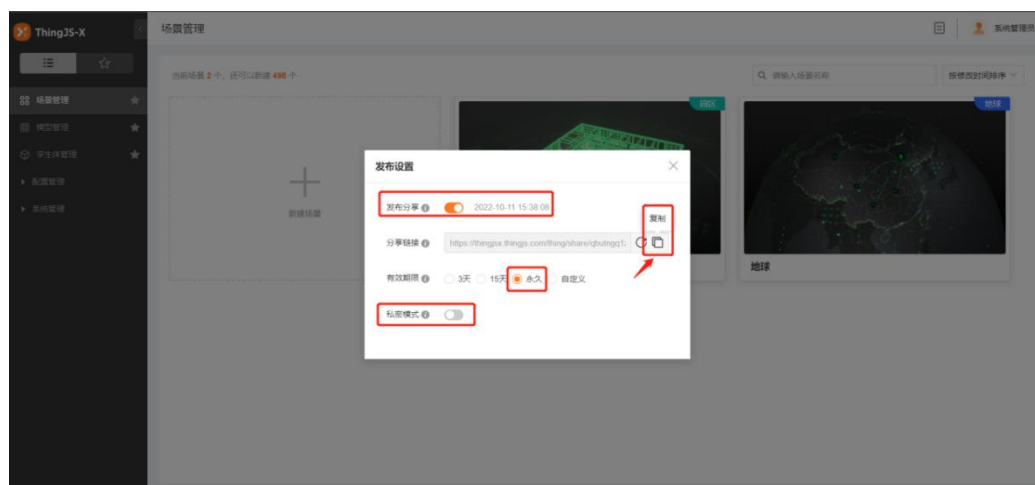 ThingJS-X
场景管理
系统管理员
当前场景 2 个，还可以新建 498 个
请输入场景名称
按修改时间排序
场景管理
模型管理
孪生体管理
配置管理
系统管理
新建场景
园区
地球
地球
发布设置
发布分享
2022-10-11 15:38:08
复制
分享链接
有效期限
3天
15天
永久
自定义
私密模式